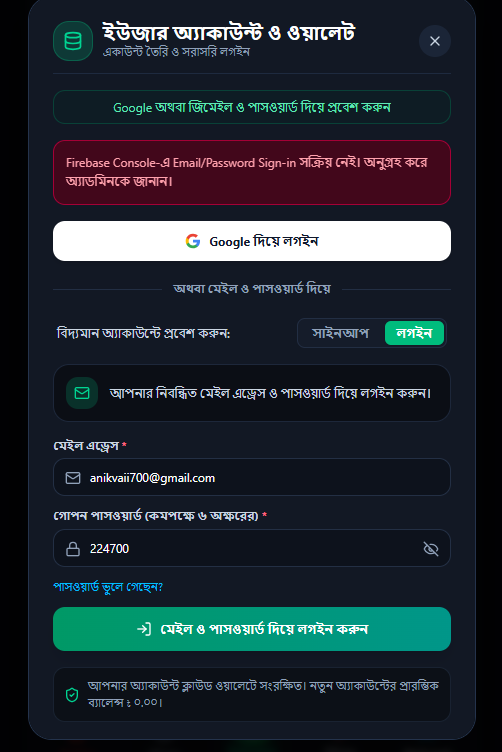 ইউজার অ্যাকাউন্ট ও ওয়ালেট
একাউন্ট তৈরি ও সরাসরি লগইন
Google অথবা জিমেইল ও পাসওয়ার্ড দিয়ে প্রবেশ করুন
Firebase Console-এ Email/Password Sign-in সক্রিয় নেই। অনুগ্রহ করে
অ্যাডমিনকে জানান।
Google দিয়ে লগইন
অথবা মেইল ও পাসওয়ার্ড দিয়ে
বিদ্যমান অ্যাকাউন্টে প্রবেশ করুন:
সাইনআপ
লগইন
আপনার নিবন্ধিত মেইল এড্রেস ও পাসওয়ার্ড দিয়ে লগইন করুন।
মেইল এড্রেস *
anikvaii700@gmail.com
গোপন পাসওয়ার্ড (কমপক্ষে ৬ অক্ষরের) *
224700
পাসওয়ার্ড ভুলে গেছেন?
মেইল ও পাসওয়ার্ড দিয়ে লগইন করুন
আপনার অ্যাকাউন্ট ক্লাউড ওয়ালেটে সংরক্ষিত। নতুন অ্যাকাউন্টের প্রারম্ভিক
ব্যালেন্স ৳ ০.০০।